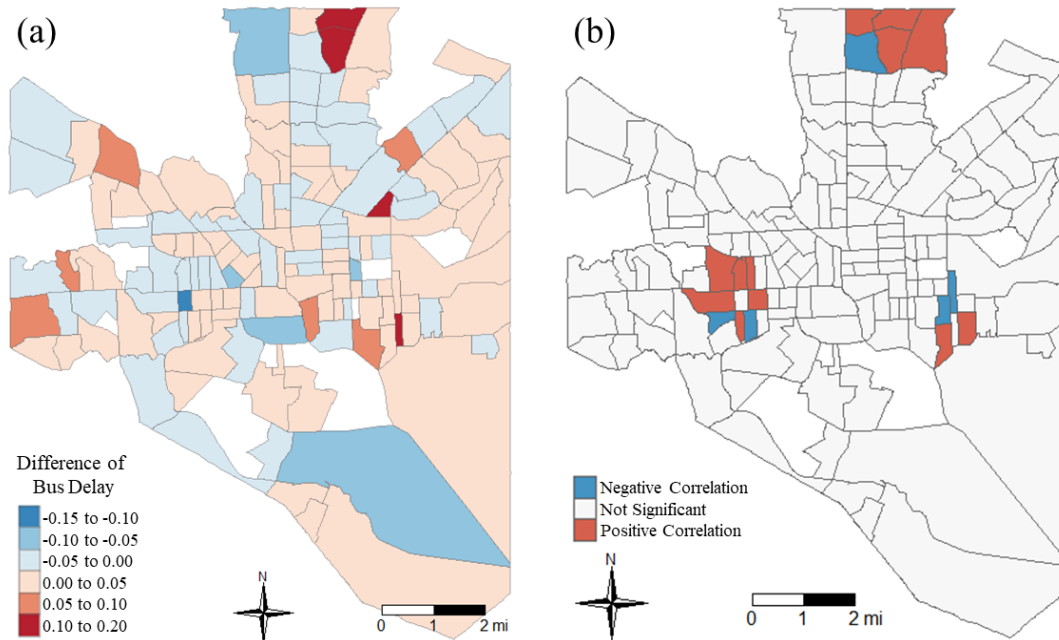 (a)
(b)
Difference of
Bus Delay
-0.15 to -0.10
-0.10 to -0.05
-0.05 to 0.00
0.00 to 0.05
0.05 to 0.10
0.10 to 0.20
N
0 1 2 mi
Negative Correlation
Not Significant
Positive Correlation
N
0 1 2 mi